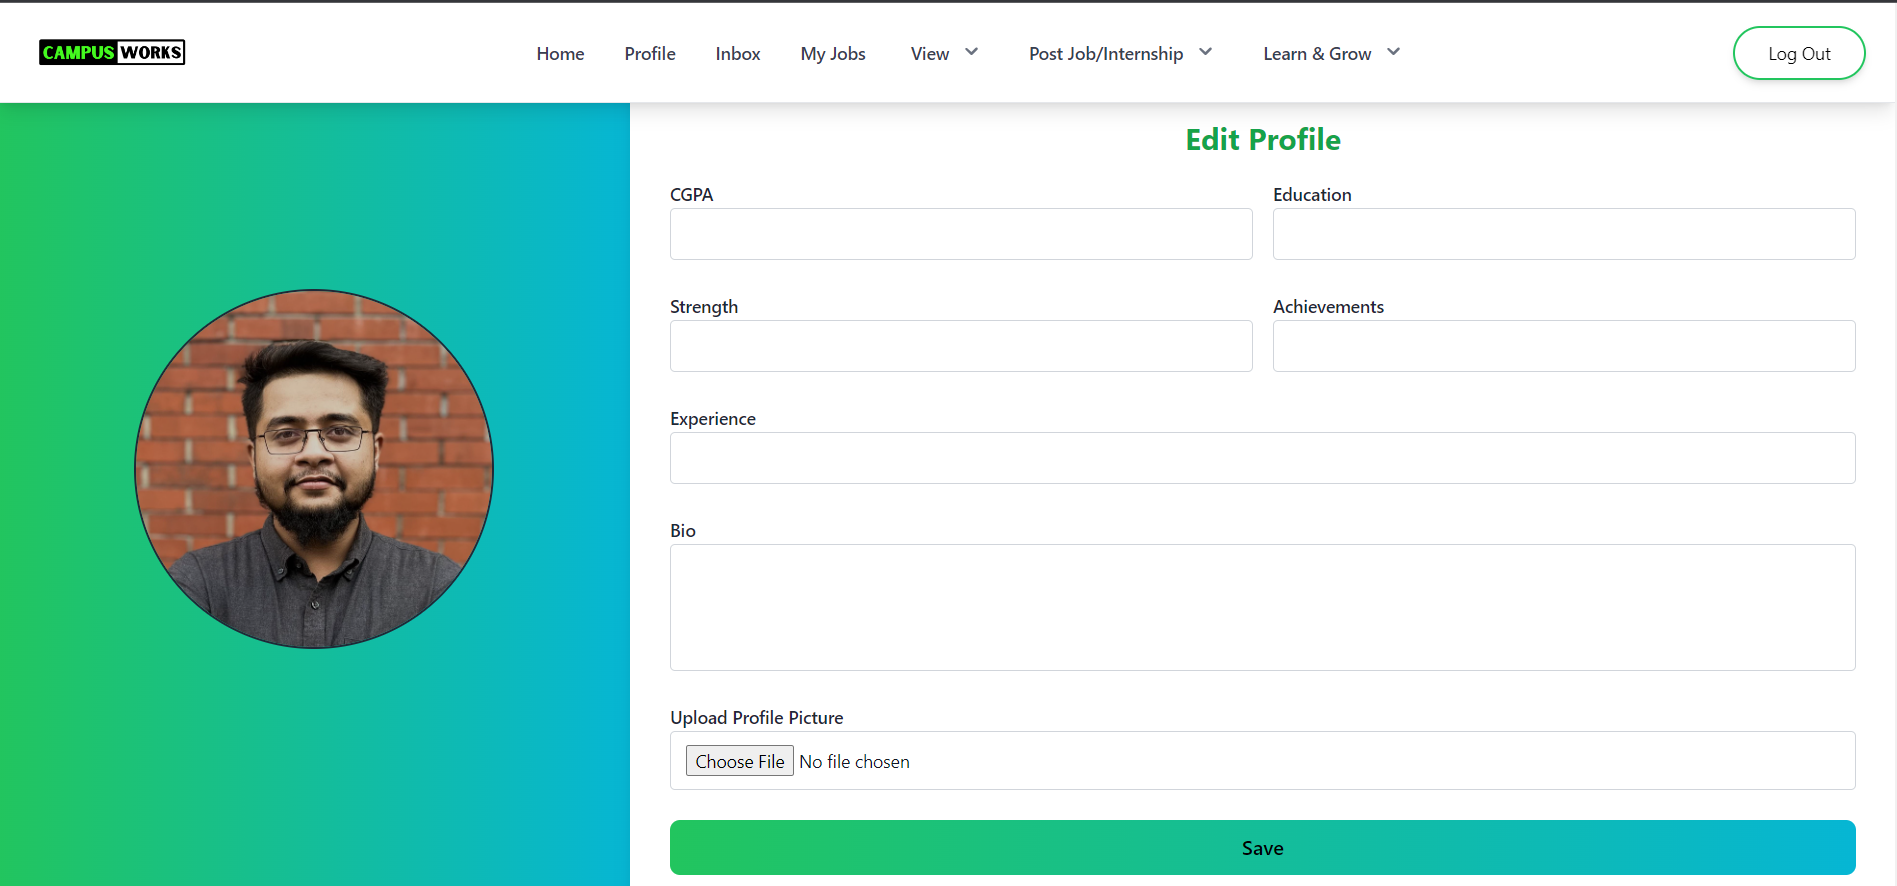 CAMPUS WORKS
Home Profile Inbox My Jobs View Post Job/Internship Learn & Grow Log Out
Edit Profile
CGPA Education
Strength Achievements
Experience
Bio
Upload Profile Picture
Choose File No file chosen
Save